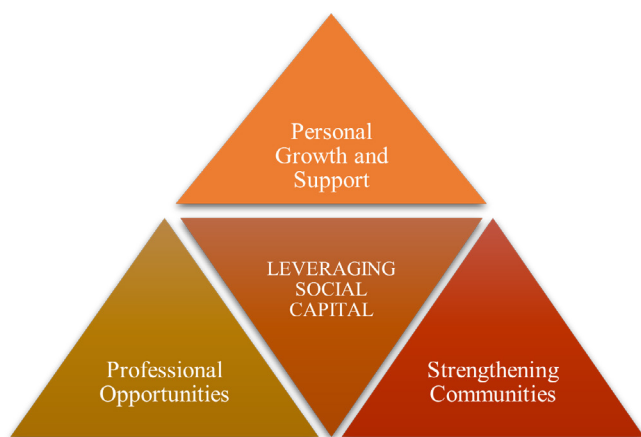 Personal
Growth and
Support
LEVERAGING
SOCIAL
CAPITAL
Professional
Opportunities
Strengthening
Communities